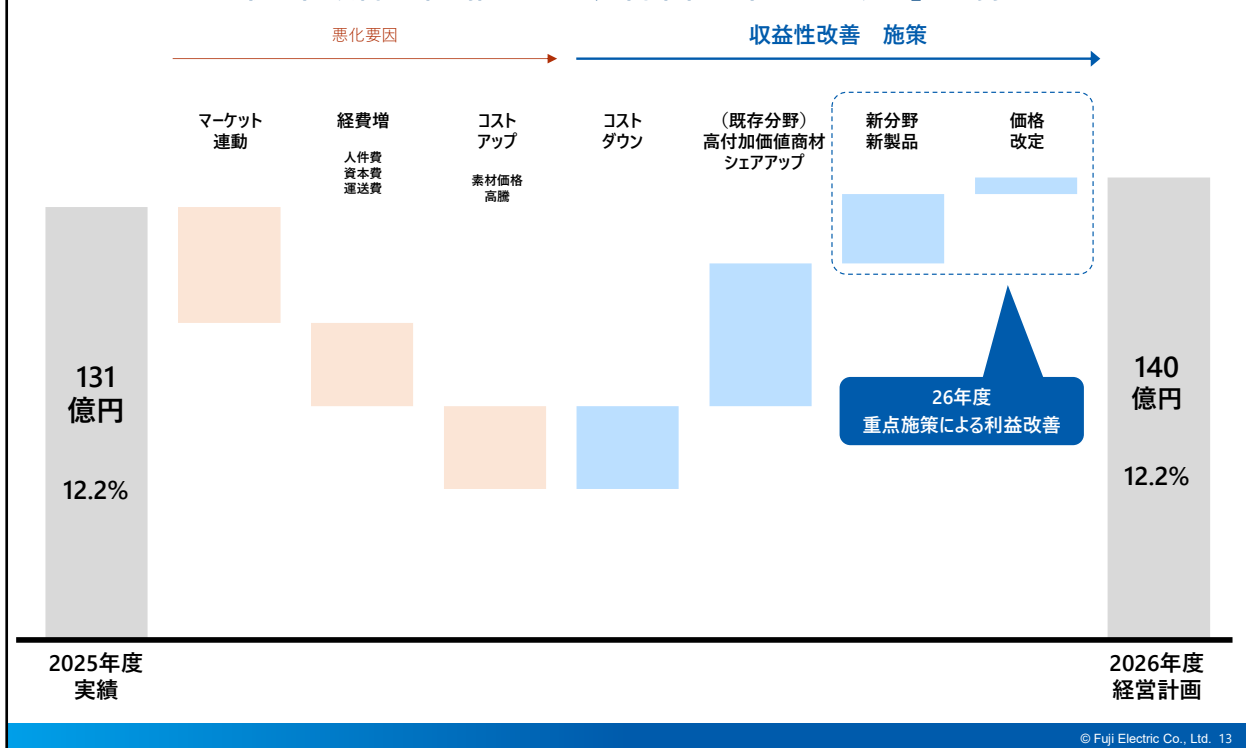 悪化要因
収益性改善 施策
マーケット
連動
経費増
人件費
資本費
運送費
コスト
アップ
素材価格
高騰
コスト
ダウン
（既存分野）
高付加価値商材
シェアアップ
新分野
新製品
価格
改定
131
億円
12.2%
26年度
重点施策による利益改善
140
億円
12.2%
2025年度
実績
2026年度
経営計画
© Fuji Electric Co., Ltd. 13